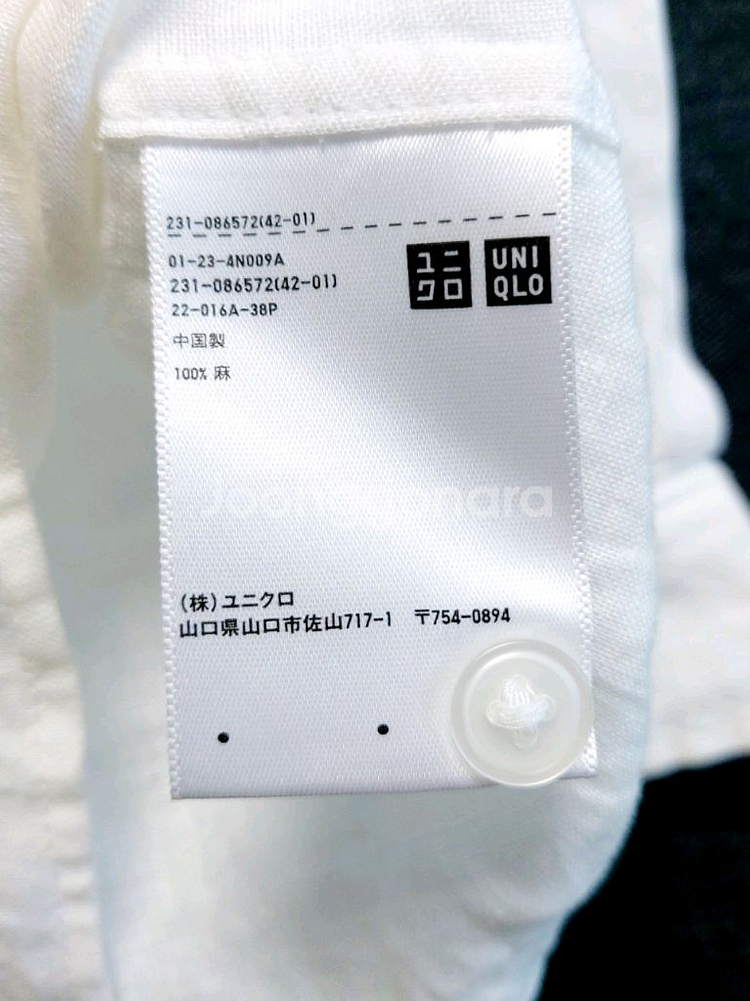 231-086572(42-01)
01-23-4N009A
231-086572(42-01)
22-016A-38P
中国製
100% 麻
ユニ
クロ
UNI
QLO
Joonggonara
(株)ユニクロ
山口県山口市佐山717-1 〒754-0894